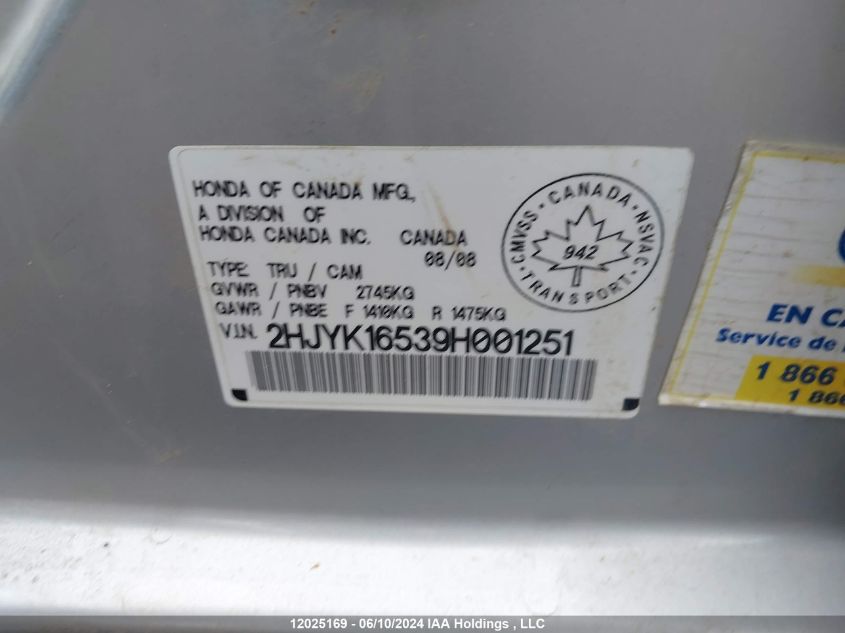 HONDA OF CANADA MFG.,
A DIVISION OF
HONDA CANADA INC. CANADA
08/08
TYPE: TRU / CAM
GVWR / PNBV 2745KG
GAWR / PNBE F 1410KG R 1475KG
V.I.N. 2HJYK16539H001251
CANADA · NSVAC · TRANSPORT · CMVSS ·
942
EN CA
Service de
1 866
1 866
12025169 - 06/10/2024 IAA Holdings , LLC